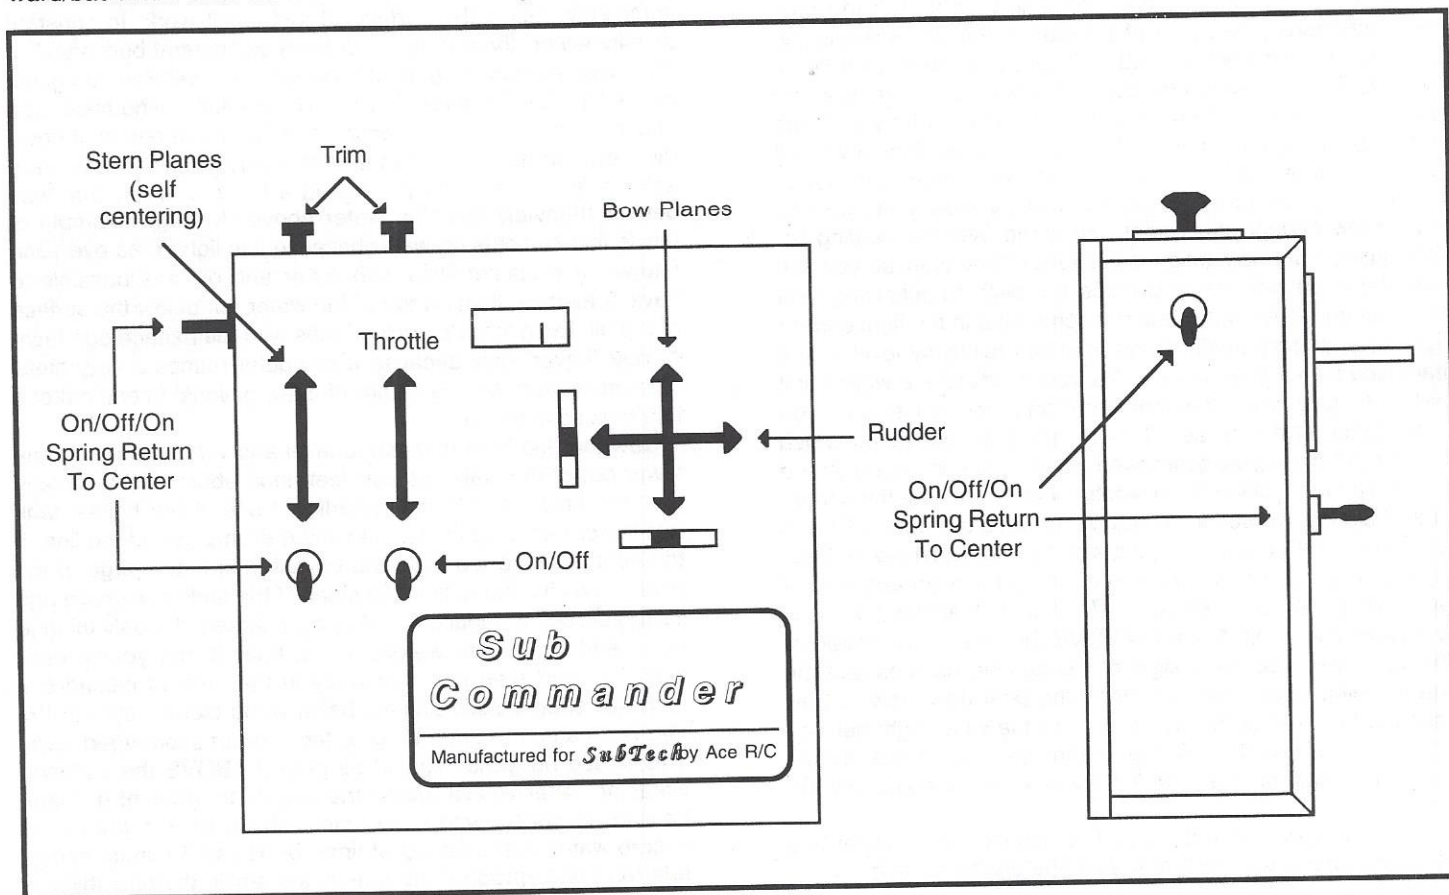 Stern Planes
(self
centering)
Trim
Bow Planes
Throttle
On/Off/On
Spring Return
To Center
Rudder
On/Off
On/Off/On
Spring Return
To Center
Sub
Commander
Manufactured for SubTech by Ace R/C